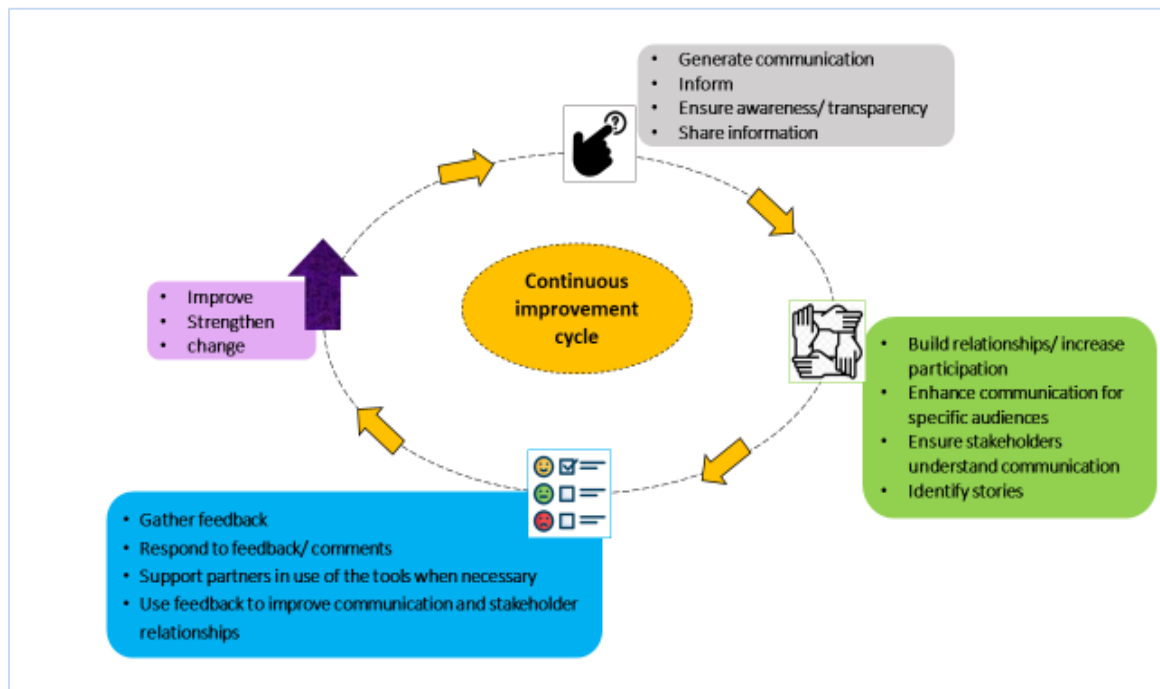 • Generate communication
• Inform
• Ensure awareness/ transparency
• Share information
?
Continuous
improvement
cycle
• Build relationships/ increase
participation
• Enhance communication for
specific audiences
• Ensure stakeholders
understand communication
• Identify stories
• Gather feedback
• Respond to feedback/ comments
• Support partners in use of the tools when necessary
• Use feedback to improve communication and stakeholder
relationships
• Improve
• Strengthen
• change